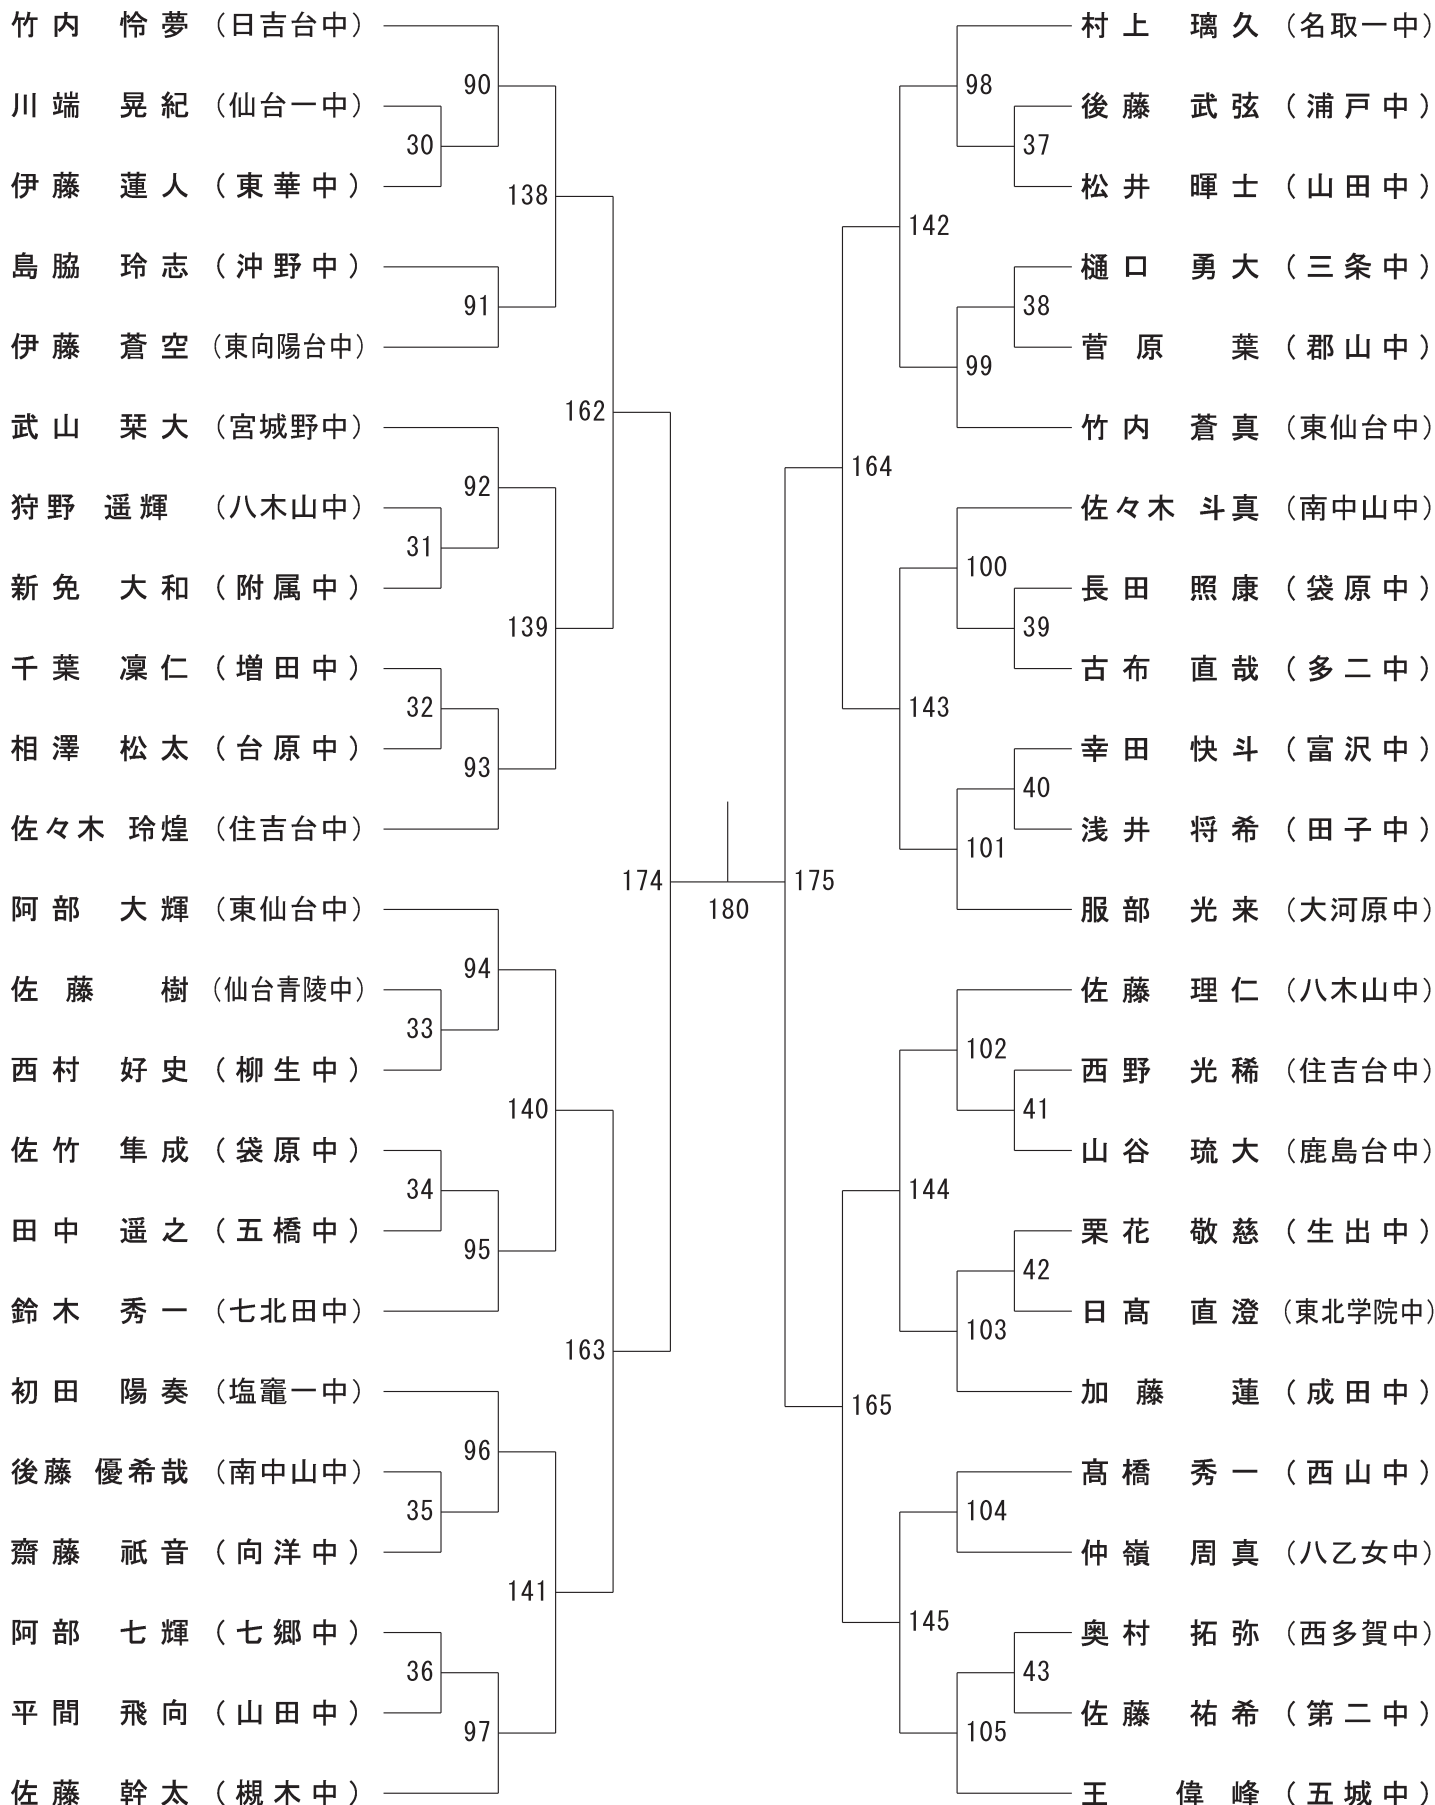 竹内 怜夢 （日吉台中）
90
川端 晃紀 （仙台一中）
30
伊藤 蓮人 （東華中）
138
島脇 玲志 （沖野中）
91
伊藤 蒼空 （東向陽台中）
162
武山 栞大 （宮城野中）
92
狩野 遥輝 （八木山中）
31
新免 大和 （附属中）
139
千葉 凜仁 （増田中）
32
相澤 松太 （台原中）
93
佐々木 玲煌 （住吉台中）
174
阿部 大輝 （東仙台中）
94
佐藤 樹 （仙台青陵中）
33
西村 好史 （柳生中）
140
佐竹 隼成 （袋原中）
34
田中 遥之 （五橋中）
95
鈴木 秀一 （七北田中）
163
初田 陽奏 （塩竈一中）
96
後藤 優希哉 （南中山中）
35
齋藤 祇音 （向洋中）
141
阿部 七輝 （七郷中）
36
平間 飛向 （山田中）
97
佐藤 幹太 （槻木中）
180
村上 璃久 （名取一中）
98
後藤 武弦 （浦戸中）
37
松井 暉士 （山田中）
142
樋口 勇大 （三条中）
38
菅原 葉 （郡山中）
99
竹内 蒼真 （東仙台中）
164
佐々木 斗真 （南中山中）
100
長田 照康 （袋原中）
39
古布 直哉 （多二中）
143
幸田 快斗 （富沢中）
40
浅井 将希 （田子中）
101
175
服部 光来 （大河原中）
佐藤 理仁 （八木山中）
102
西野 光稀 （住吉台中）
41
山谷 琉大 （鹿島台中）
144
栗花 敬慈 （生出中）
42
日髙 直澄 （東北学院中）
103
加藤 蓮 （成田中）
165
髙橋 秀一 （西山中）
104
仲嶺 周真 （八乙女中）
145
奥村 拓弥 （西多賀中）
43
佐藤 祐希 （第二中）
105
王 偉峰 （五城中）